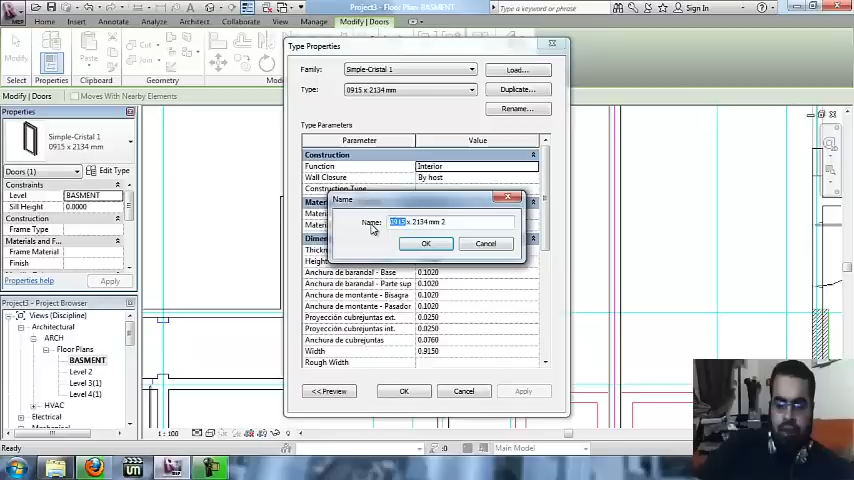 Project3 - Floor Plan: BASMENT
Type a keyword or phrase
Sign In
MEP
Home
Insert
Annotate
Analyze
Architect
Collaborate
View
Manage
Modify | Doors
Modify
Select
Properties
Paste
Clipboard
Cut
Join
Geometry
Modify | Doors
Moves With Nearby Elements
Properties
Simple-Cristal 1
0915 x 2134 mm
Doors (1)
Edit Type
Constraints
Level
BASMENT
Sill Height
0.0000
Construction
Frame Type
Materials and Fi
Frame Material
Finish
Properties help
Apply
Project3 - Project Browser
Views (Discipline)
Architectural
ARCH
Floor Plans
BASMENT
Level 2
Level 3(1)
Level 4(1)
HVAC
Electrical
Mechanical
1 : 100
Ready
:0
Main Model
Type Properties
Family:
Simple-Cristal 1
Load...
Type:
0915 x 2134 mm
Duplicate...
Rename...
Type Parameters
Parameter
Value
Construction
Function
Interior
Wall Closure
By host
Construction Type
Name
Name:
0915 x 2134 mm 2
OK
Cancel
Anchura de barandal - Base
0.1020
Anchura de barandal - Parte sup
0.1020
Anchura de montante - Bisagra
0.1020
Anchura de montante - Pasador
0.1020
Proyección cubrejuntas ext.
0.0250
Proyección cubrejuntas int.
0.0250
Anchura de cubrejuntas
0.0760
Width
0.9150
Rough Width
<< Preview
OK
Cancel
Apply